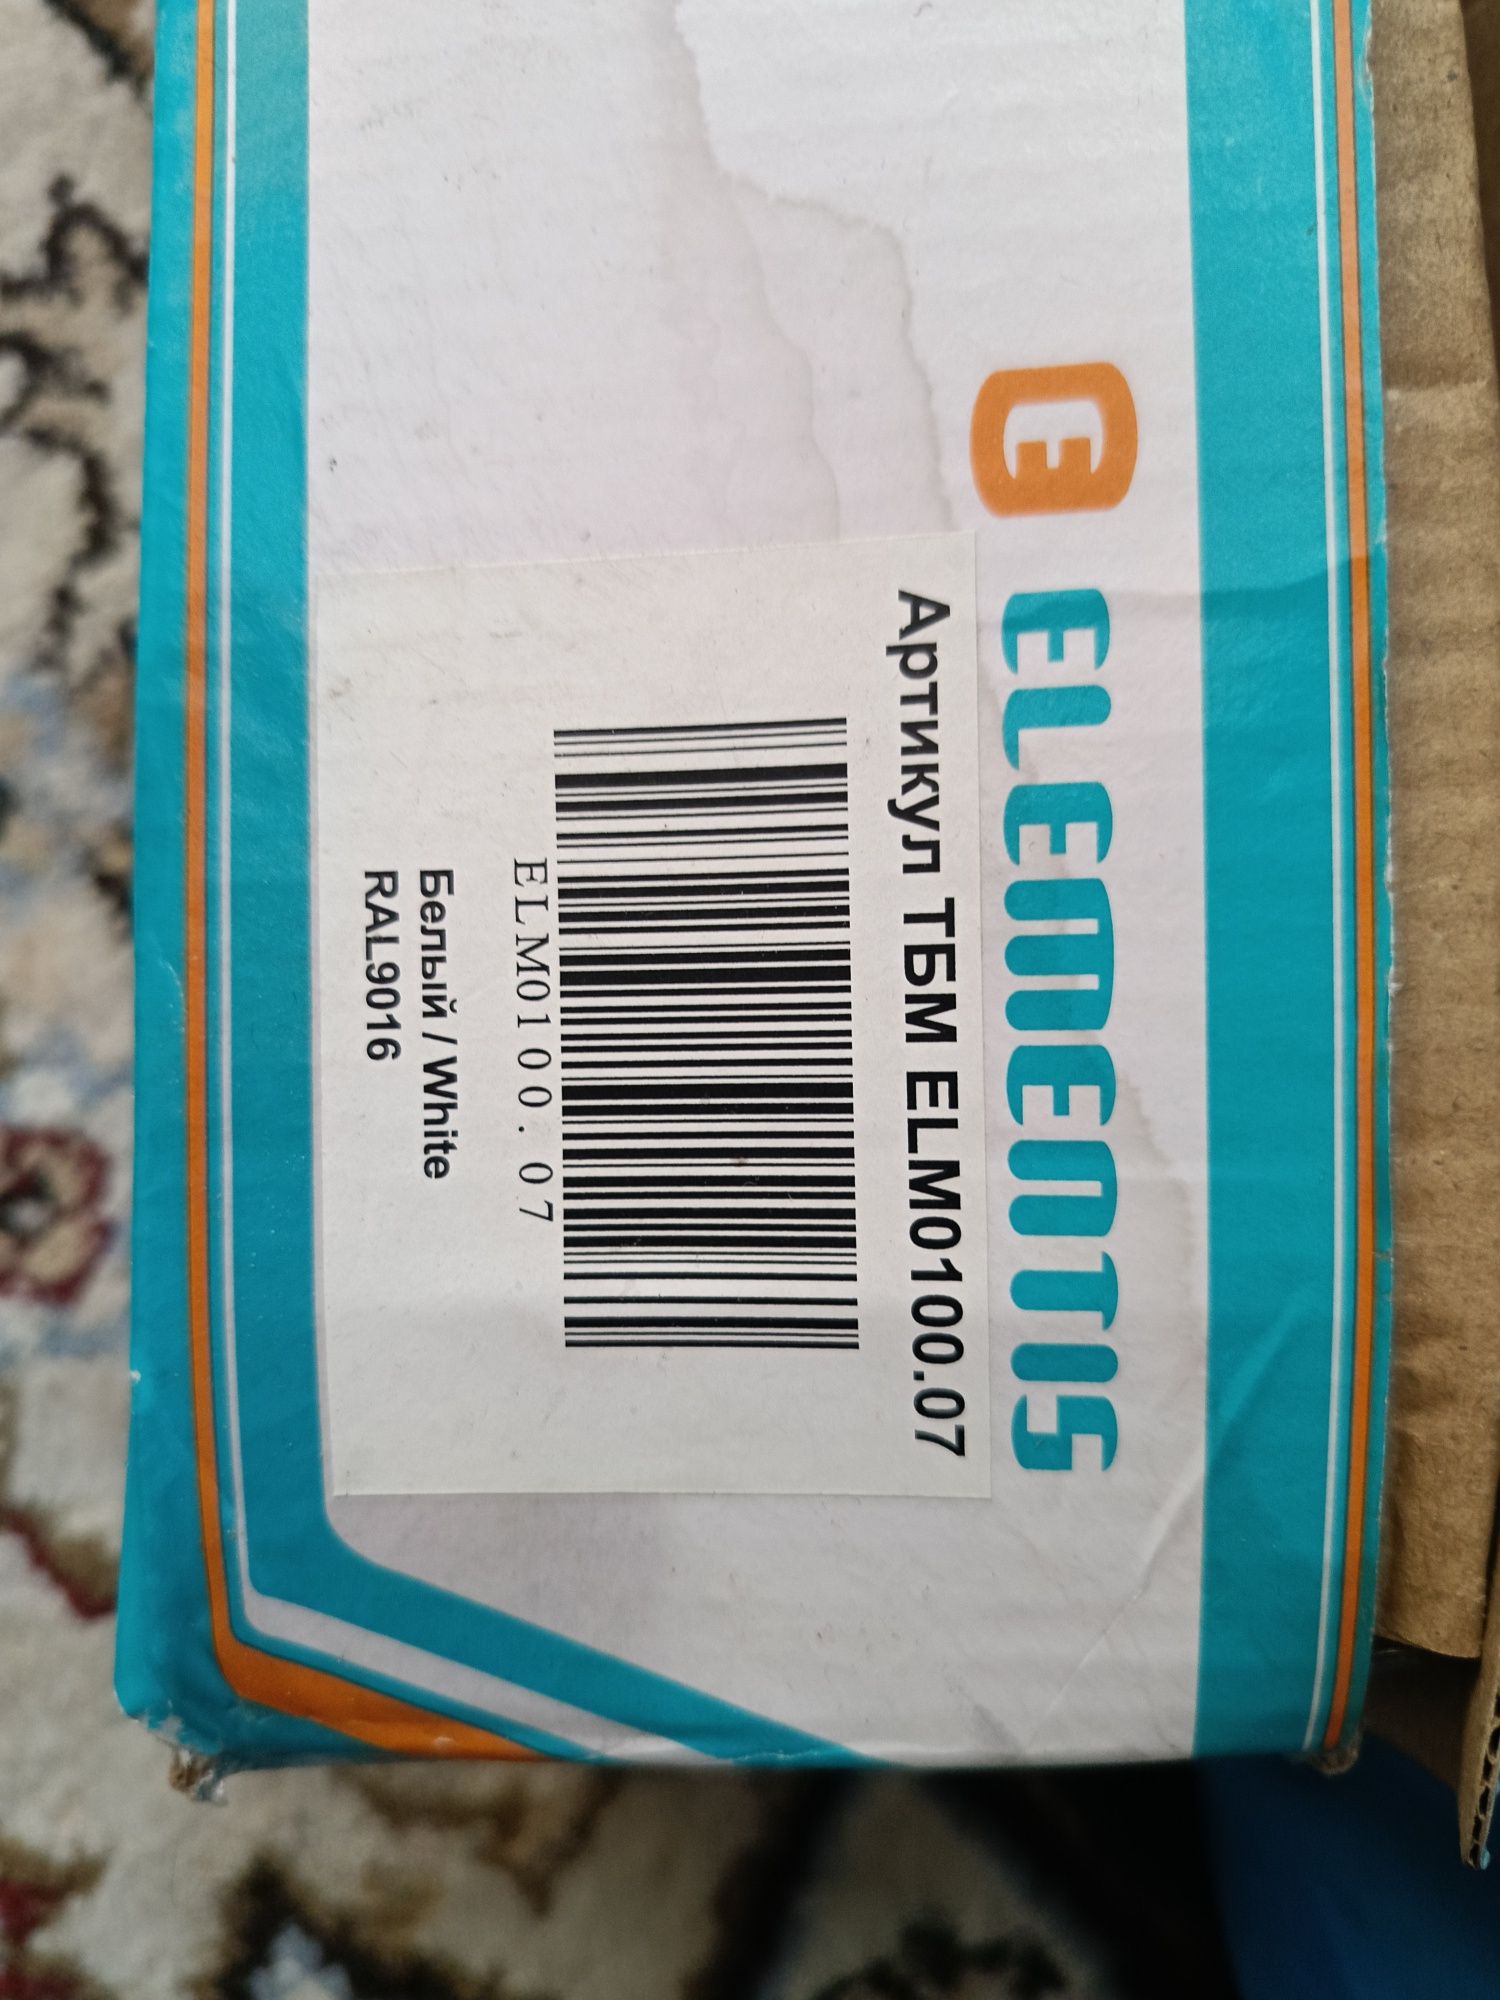 E ELEMENTIS
Артикул ТБМ ELM0100.07
ELM0100.07
Белый / White
RAL9016